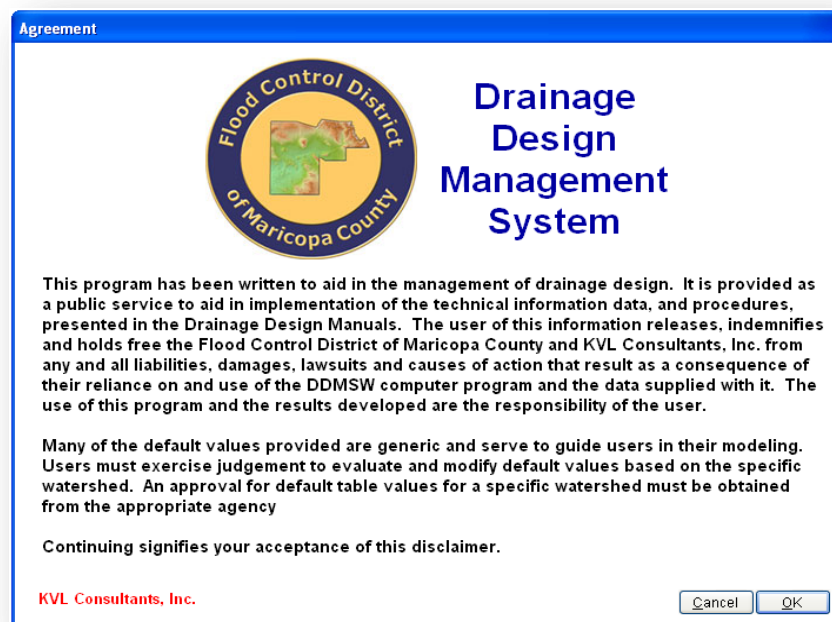 Agreement
Flood Control District
of Maricopa County
Drainage
Design
Management
System
This program has been written to aid in the management of drainage design. It is provided as
a public service to aid in implementation of the technical information data, and procedures,
presented in the Drainage Design Manuals. The user of this information releases, indemnifies
and holds free the Flood Control District of Maricopa County and KVL Consultants, Inc. from
any and all liabilities, damages, lawsuits and causes of action that result as a consequence of
their reliance on and use of the DDMSW computer program and the data supplied with it. The
use of this program and the results developed are the responsibility of the user.
Many of the default values provided are generic and serve to guide users in their modeling.
Users must exercise judgement to evaluate and modify default values based on the specific
watershed. An approval for default table values for a specific watershed must be obtained
from the appropriate agency
Continuing signifies your acceptance of this disclaimer.
KVL Consultants, Inc.
Cancel OK